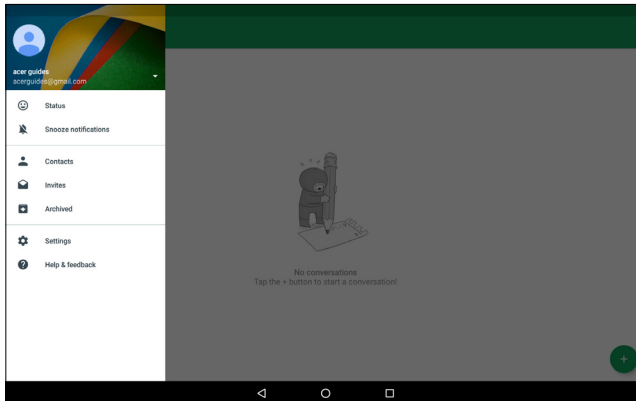 acer guides
acerguides@gmail.com
Status
Snooze notifications
Contacts
Invites
Archived
Settings
Help & feedback
No conversations
Tap the + button to start a conversation!